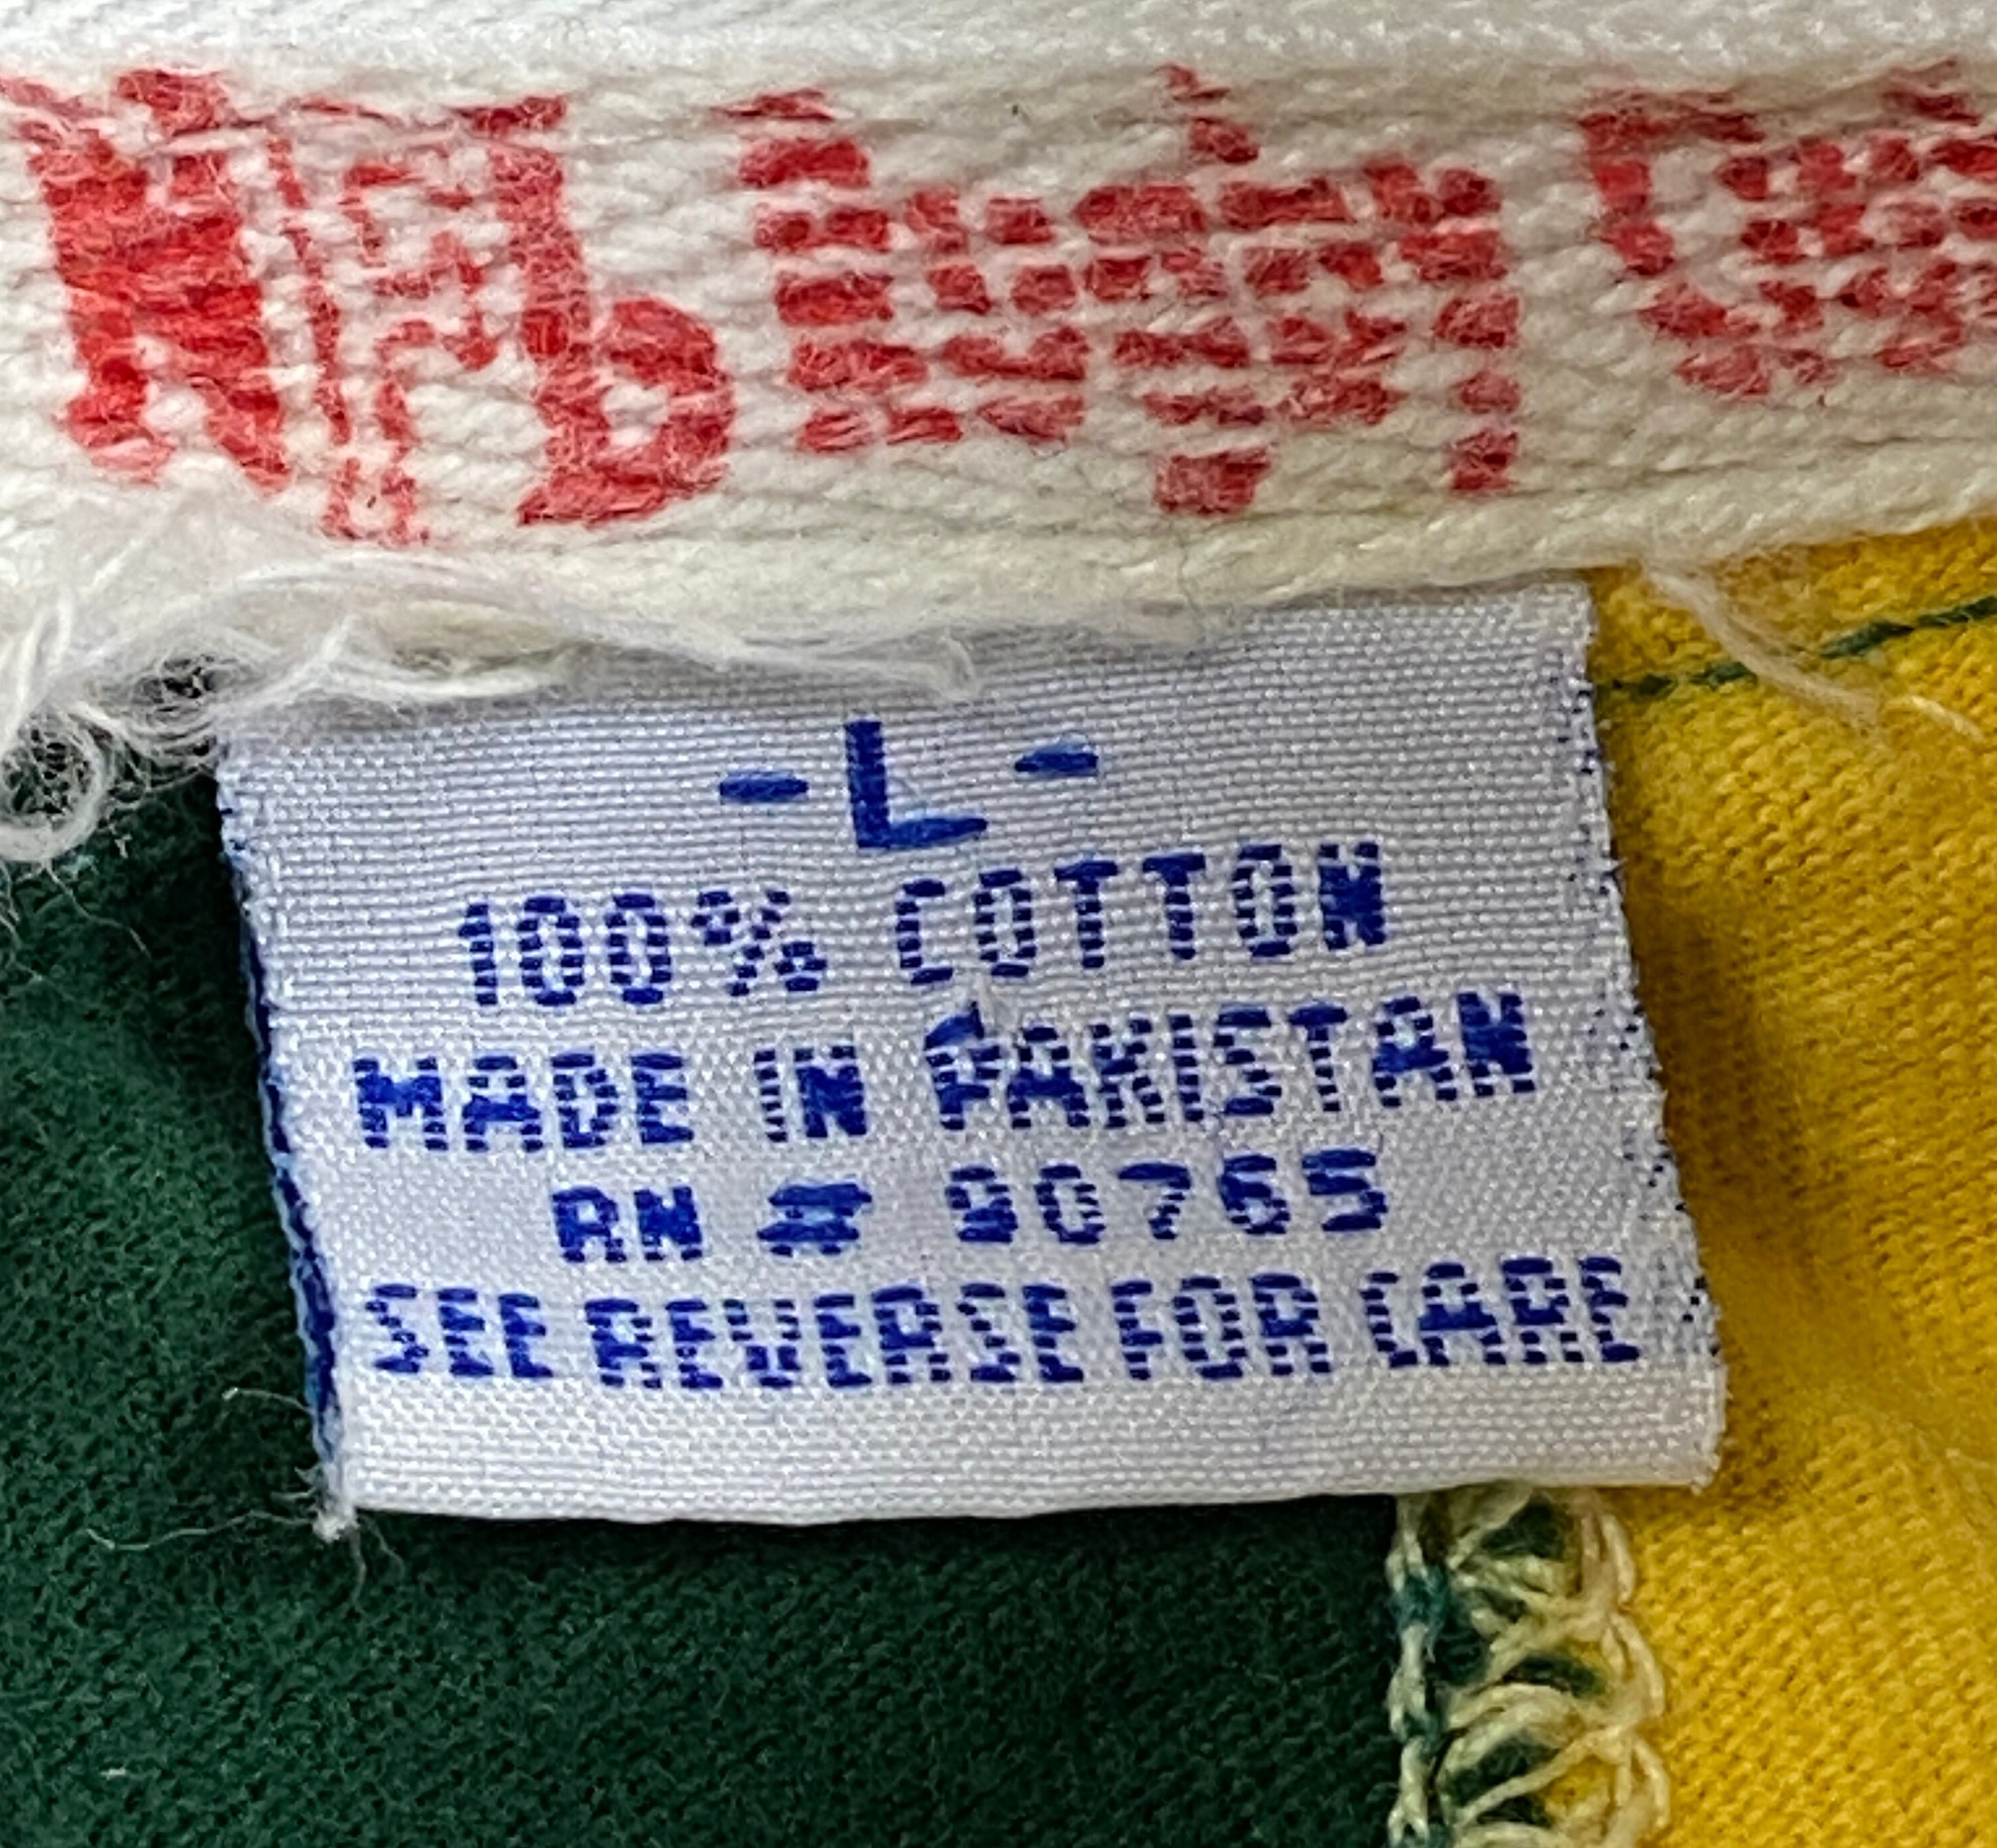 - L -
100% COTTON
MADE IN PAKISTAN
RN # 90765
SEE REVERSE FOR CARE